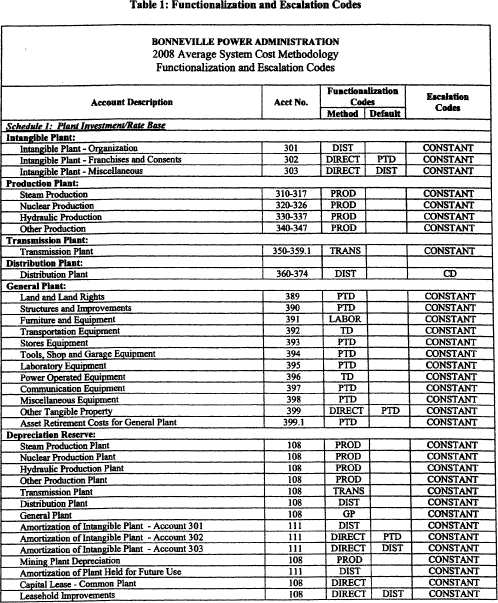 Table 1: Functionalization and Escalation Codes
BONNEVILLE POWER ADMINISTRATION
2008 Average System Cost Methodology
Functionalization and Escalation Codes
Account Description Acct No. Functionalization Codes Escalation Codes
Method Default
Schedule 1: Plant Investment/Rate Base
Intangible Plant:
Intangible Plant - Organization 301 DIST CONSTANT
Intangible Plant - Franchises and Consents 302 DIRECT PTD CONSTANT
Intangible Plant - Miscellaneous 303 DIRECT DIST CONSTANT
Production Plant:
Steam Production 310-317 PROD CONSTANT
Nuclear Production 320-326 PROD CONSTANT
Hydraulic Production 330-337 PROD CONSTANT
Other Production 340-347 PROD CONSTANT
Transmission Plant:
Transmission Plant 350-359.1 TRANS CONSTANT
Distribution Plant:
Distribution Plant 360-374 DIST CD
General Plant:
Land and Land Rights 389 PTD CONSTANT
Structures and Improvements 390 PTD CONSTANT
Furniture and Equipment 391 LABOR CONSTANT
Transportation Equipment 392 TD CONSTANT
Stores Equipment 393 PTD CONSTANT
Tools, Shop and Garage Equipment 394 PTD CONSTANT
Laboratory Equipment 395 PTD CONSTANT
Power Operated Equipment 396 TD CONSTANT
Communication Equipment 397 PTD CONSTANT
Miscellaneous Equipment 398 PTD CONSTANT
Other Tangible Property 399 DIRECT PTD CONSTANT
Asset Retirement Costs for General Plant 399.1 PTD CONSTANT
Depreciation Reserve:
Steam Production Plant 108 PROD CONSTANT
Nuclear Production Plant 108 PROD CONSTANT
Hydraulic Production Plant 108 PROD CONSTANT
Other Production Plant 108 PROD CONSTANT
Transmission Plant 108 TRANS CONSTANT
Distribution Plant 108 DIST CONSTANT
General Plant 108 GP CONSTANT
Amortization of Intangible Plant - Account 301 111 DIST CONSTANT
Amortization of Intangible Plant - Account 302 111 DIRECT PTD CONSTANT
Amortization of Intangible Plant - Account 303 111 DIRECT DIST CONSTANT
Mining Plant Depreciation 108 PROD CONSTANT
Amortization of Plant Held for Future Use 111 DIST CONSTANT
Capital Lease - Common Plant 108 DIRECT CONSTANT
Leasehold Improvements 108 DIRECT DIST CONSTANT